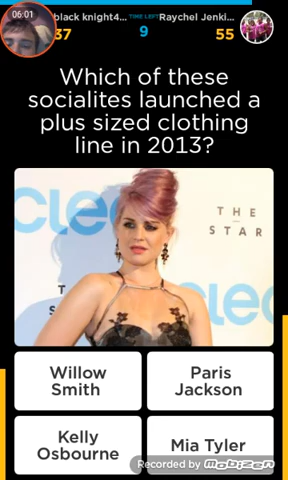 06:01
black knight4...
TIME LEFT
Raychel Jenki...
37
9
55
Which of these
socialites launched a
plus sized clothing
line in 2013?
clec
THE
STAR
T
S
cleo
Willow
Smith
Paris
Jackson
Kelly
Osbourne
Mia Tyler
Recorded by mobizen